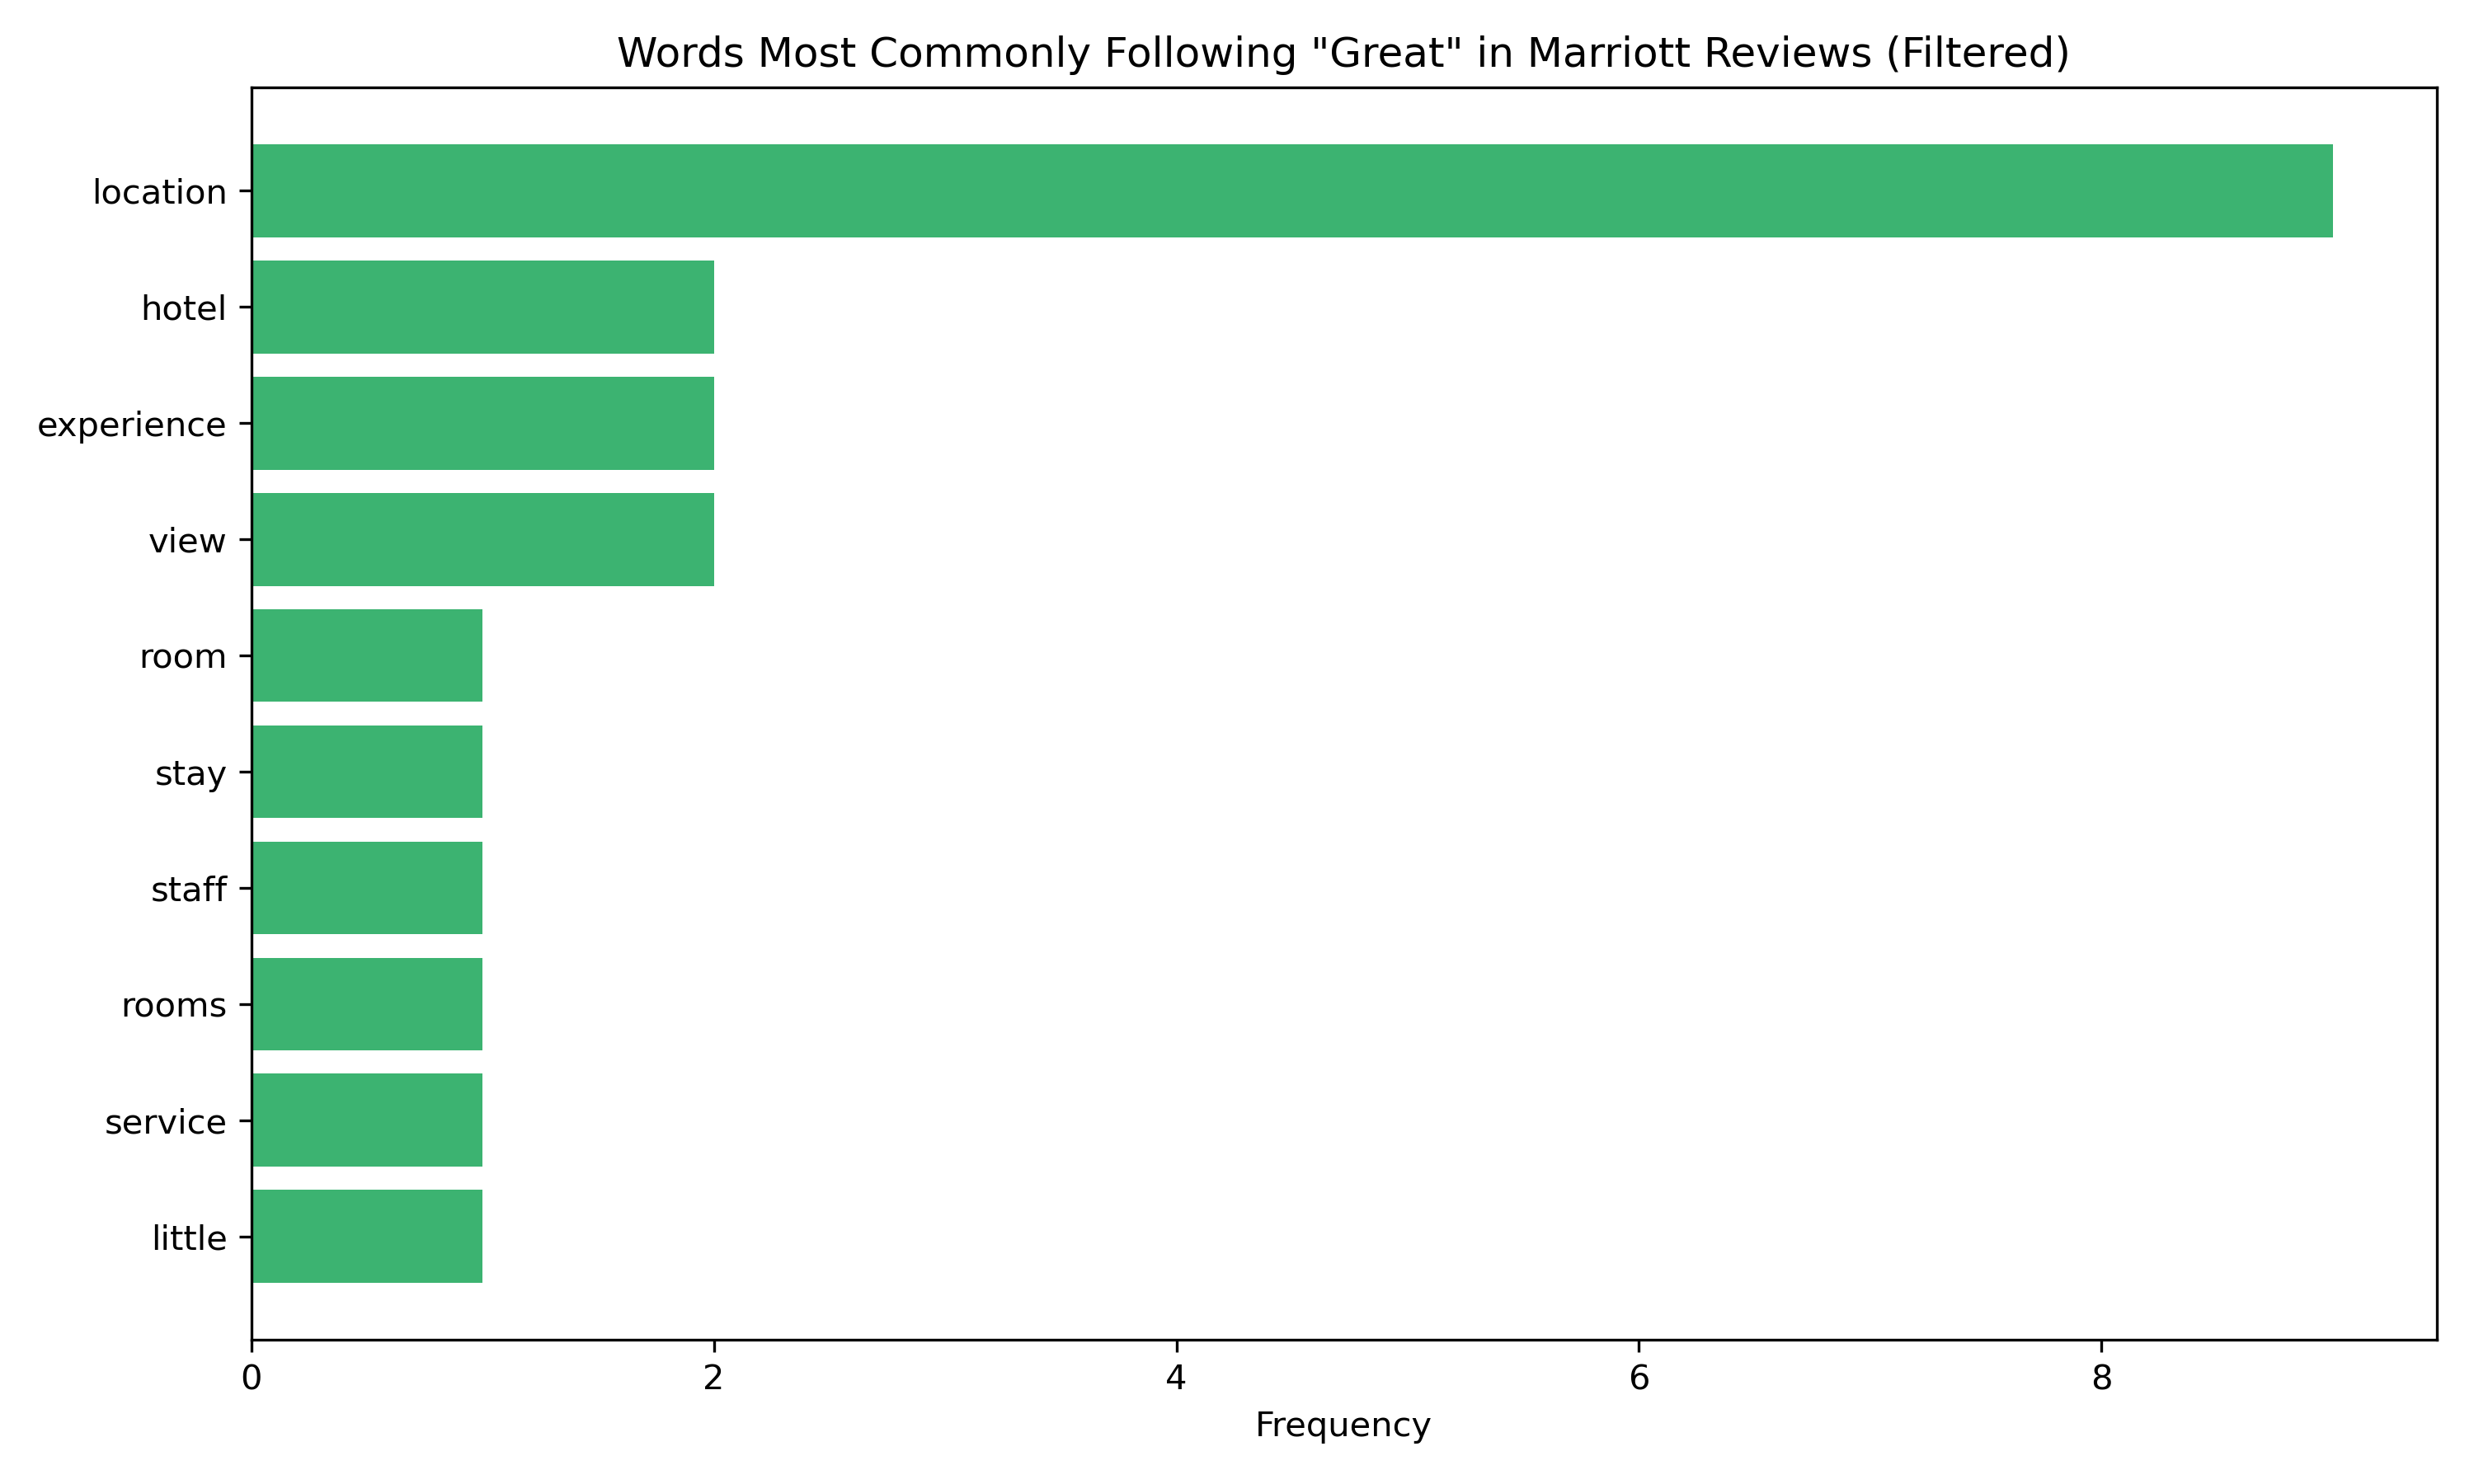 Words Most Commonly Following "Great" in Marriott Reviews (Filtered)
location
hotel
experience
view
room
stay
staff
rooms
service
little
0 2 4 6 8
Frequency